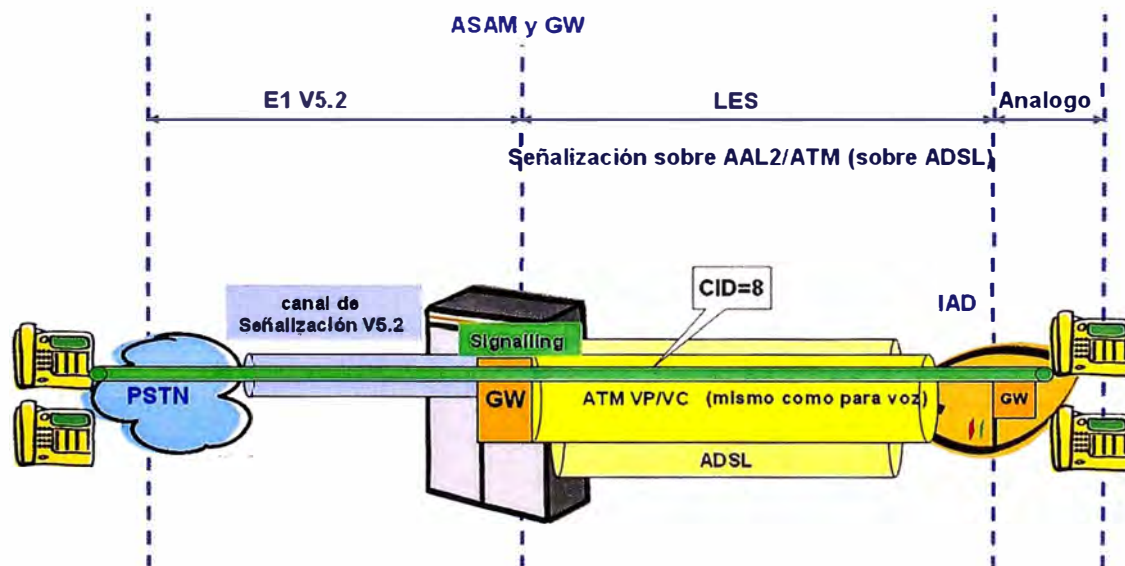 ASAM y GW
E1 V5.2
LES
Analogo
Señalización sobre AAL2/ATM (sobre ADSL)
CID=8
IAD
canal de
Señalización V5.2
Signalling
PSTN
GW
ATM VP/VC (mismo como para voz)
GW
ADSL